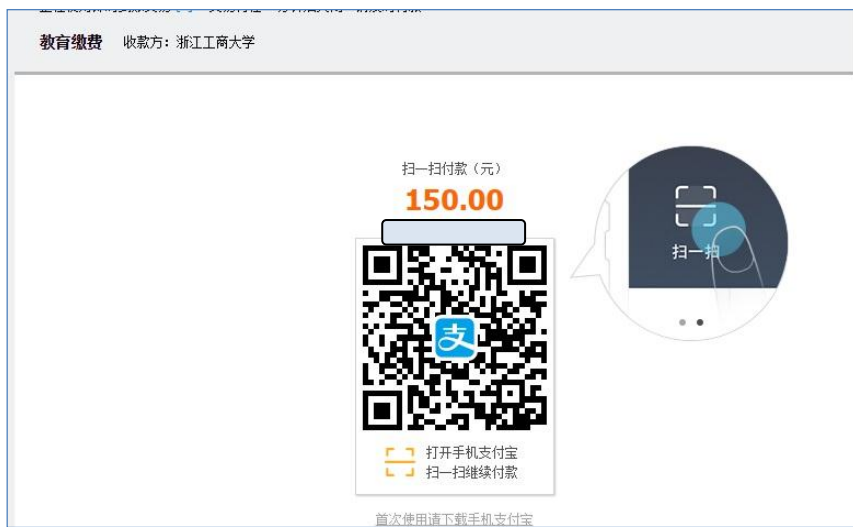 教育缴费 收款方：浙江工商大学
扫一扫付款（元）
150.00
扫一扫
支
打开手机支付宝
扫一扫继续付款
首次使用请下载手机支付宝